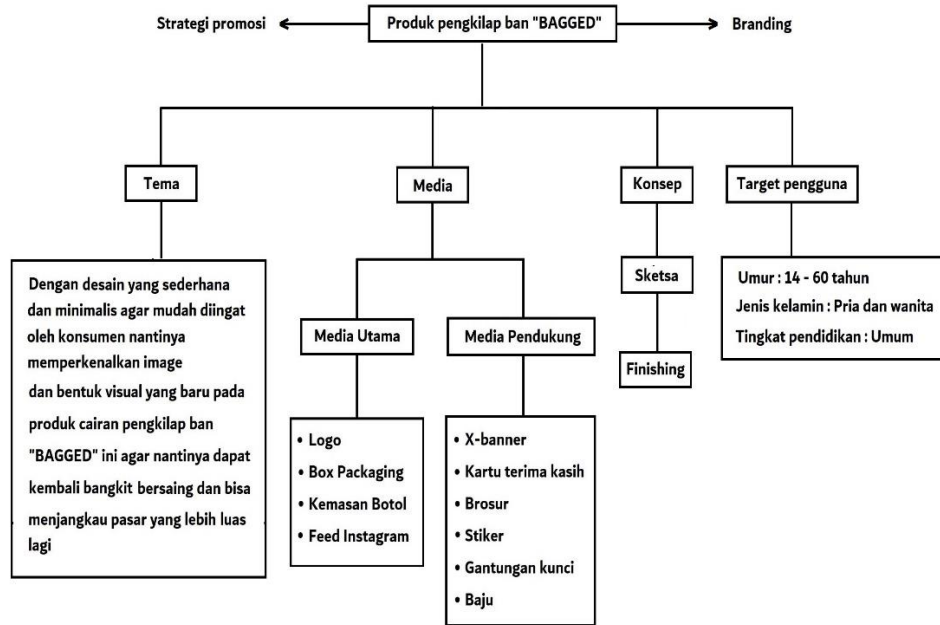 Strategi promosi
Produk pengkilap ban "BAGGED"
Branding
Tema
Media
Konsep
Target pengguna
Dengan desain yang sederhana
dan minimalis agar mudah diingat
oleh konsumen nantinya
memperkenalkan image
dan bentuk visual yang baru pada
produk cairan pengkilap ban
"BAGGED" ini agar nantinya dapat
kembali bangkit bersaing dan bisa
menjangkau pasar yang lebih luas
lagi
Media Utama
• Logo
• Box Packaging
• Kemasan Botol
• Feed Instagram
Media Pendukung
• X-banner
• Kartu terima kasih
• Brosur
• Stiker
• Gantungan kunci
• Baju
Sketsa
Finishing
Umur : 14 - 60 tahun
Jenis kelamin : Pria dan wanita
Tingkat pendidikan : Umum